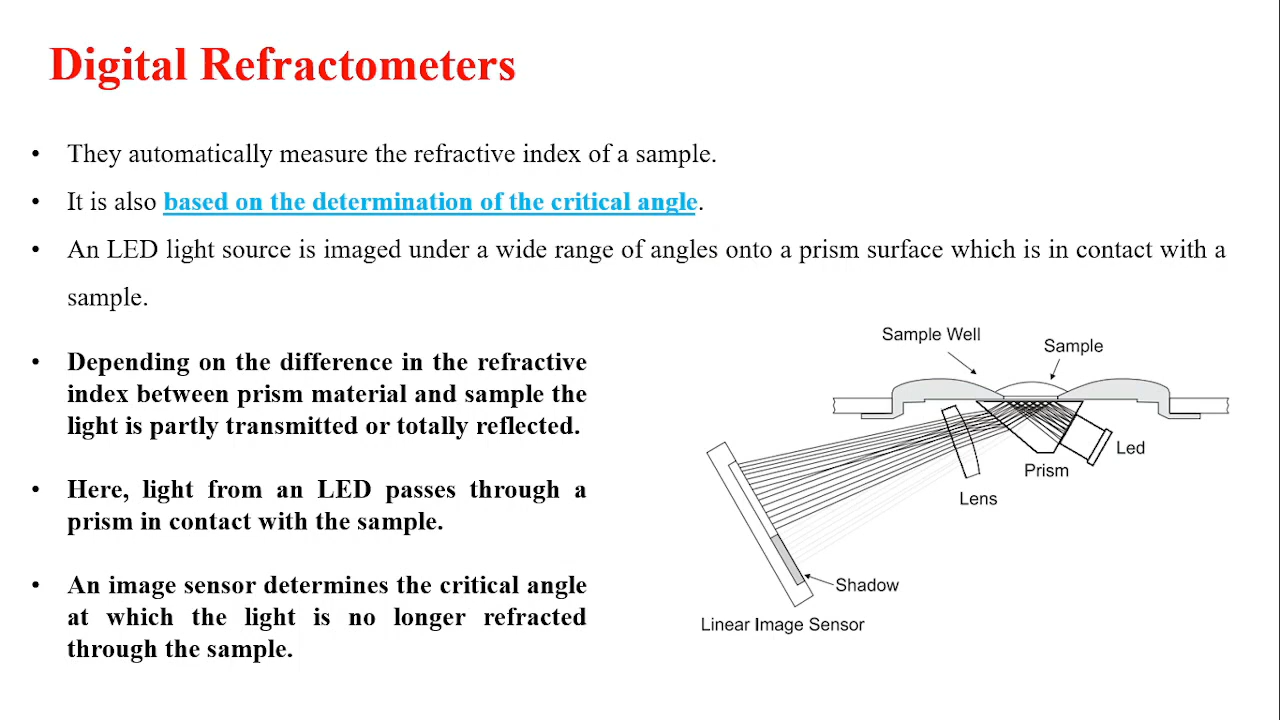 Digital Refractometers
• They automatically measure the refractive index of a sample.
• It is also based on the determination of the critical angle.
• An LED light source is imaged under a wide range of angles onto a prism surface which is in contact with a
sample.
• Depending on the difference in the refractive
index between prism material and sample the
light is partly transmitted or totally reflected.
• Here, light from an LED passes through a
prism in contact with the sample.
• An image sensor determines the critical angle
at which the light is no longer refracted
through the sample.
Sample Well
Sample
Led
Prism
Lens
Shadow
Linear Image Sensor